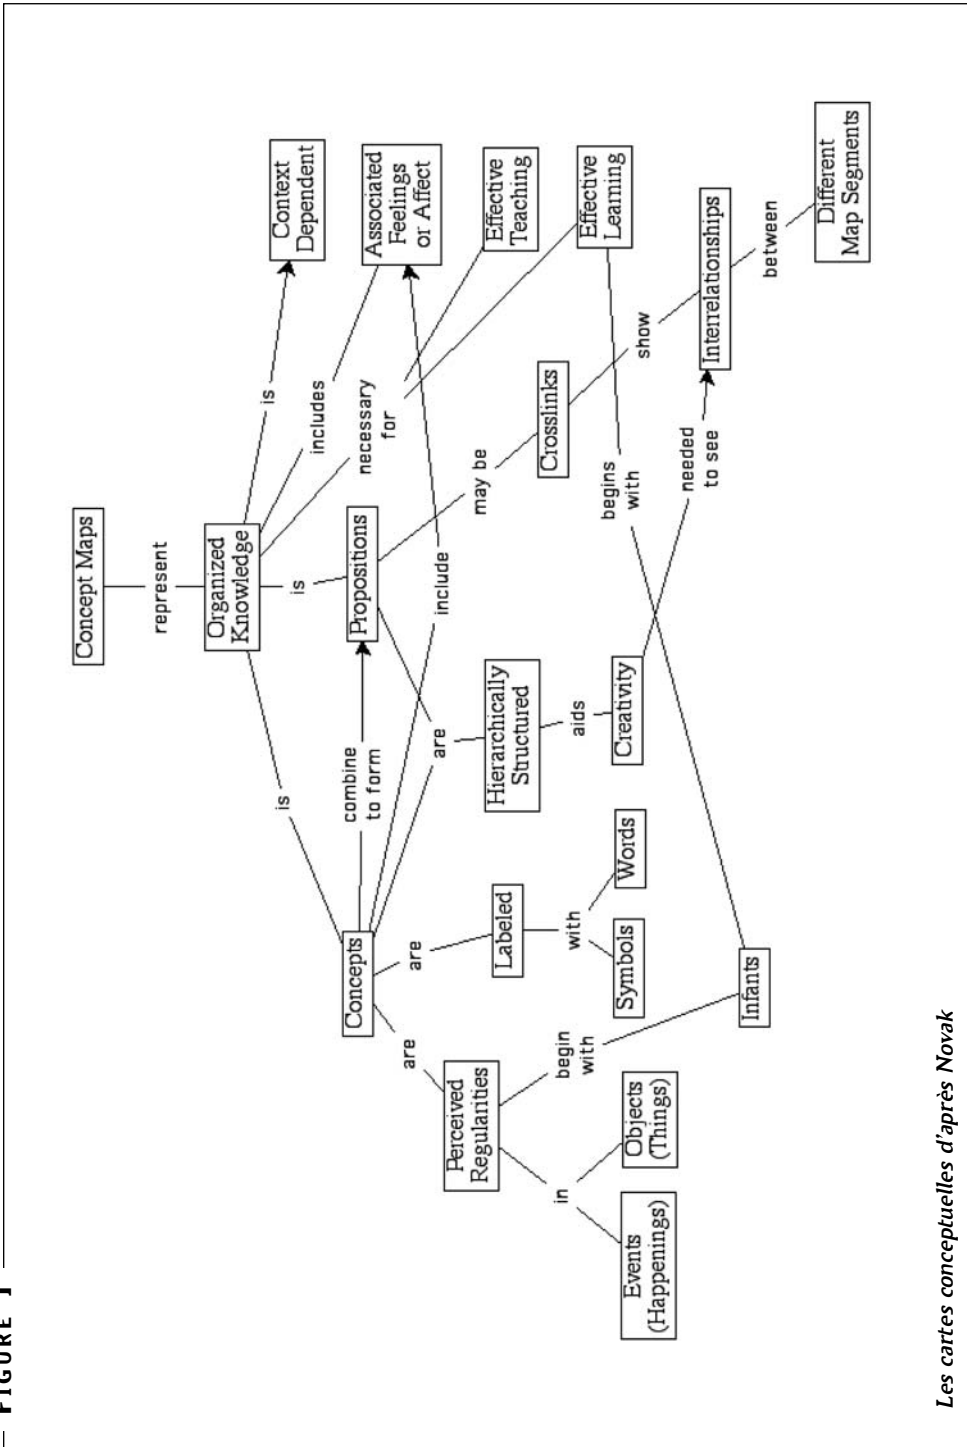 FIGURE 1
Concept Maps
represent
Organized
Knowledge
is
is
includes
necessary
for
is
Context
Dependent
Associated
Feelings
or Affect
Effective
Teaching
Effective
Learning
Concepts
combine
to form
Propositions
include
are
are
are
may be
Perceived
Regularities
Labeled
Hierarchically
Structured
Crosslinks
show
in
begin
with
with
aids
begins
with
needed
to see
Interrelationships
between
Different
Map Segments
Events
(Happenings)
Objects
(Things)
Symbols
Words
Creativity
Infants
Les cartes conceptuelles d'après Novak